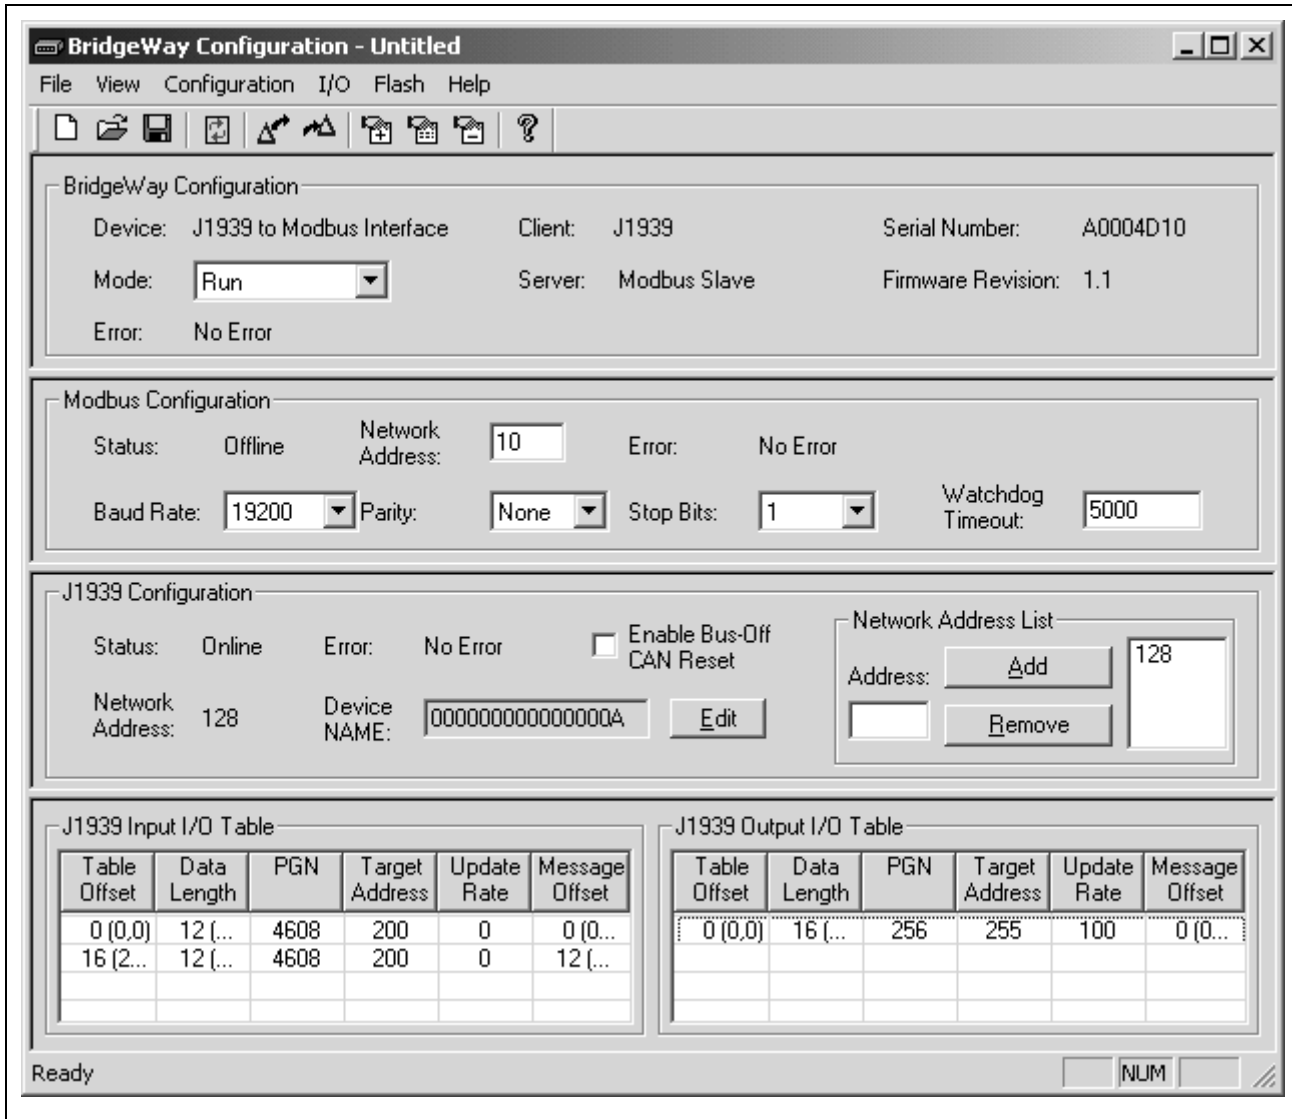 BridgeWay Configuration - Untitled
File View Configuration I/O Flash Help
BridgeWay Configuration
Device: J1939 to Modbus Interface Client: J1939 Serial Number: A0004D10
Mode: Run Server: Modbus Slave Firmware Revision: 1.1
Error: No Error
Modbus Configuration
Status: Offline Network Address: 10 Error: No Error
Baud Rate: 19200 Parity: None Stop Bits: 1 Watchdog Timeout: 5000
J1939 Configuration
Status: Online Error: No Error Enable Bus-Off CAN Reset
Network Address: 128 Device NAME: 000000000000000A Edit
Network Address List
Address: Add 128
Remove
J1939 Input I/O Table
Table Offset Data Length PGN Target Address Update Rate Message Offset
0 (0,0) 12 (... 4608 200 0 0 (0...
16 (2... 12 (... 4608 200 0 12 (...
J1939 Output I/O Table
Table Offset Data Length PGN Target Address Update Rate Message Offset
0 (0,0) 16 (... 256 255 100 0 (0...
Ready NUM